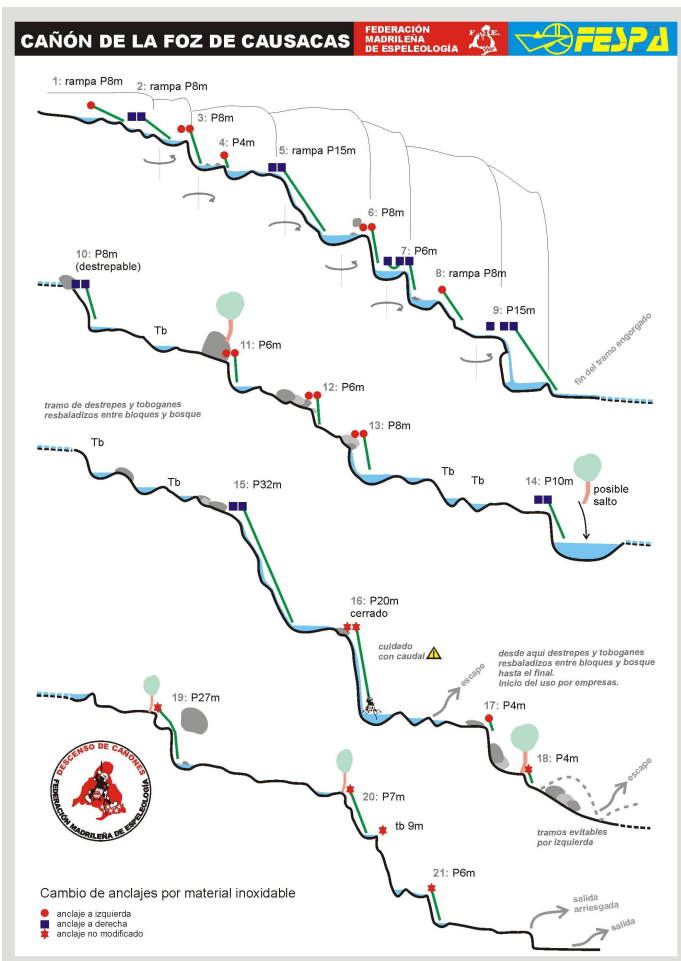 CAÑÓN DE LA FOZ DE CAUSACAS
FEDERACIÓN
MADRILEÑA
DE ESPELEOLOGÍA
F.M.E.
FESPA
1: rampa P8m
2: rampa P8m
3: P8m
4: P4m
5: rampa P15m
6: P8m
7: P6m
8: rampa P8m
9: P15m
fin del tramo engorgado
10: P8m
(destrepable)
Tb
11: P6m
12: P6m
13: P8m
tramo de destrepes y toboganes
resbaladizos entre bloques y bosque
Tb
Tb
14: P10m
posible
salto
Tb
Tb
15: P32m
16: P20m
cerrado
cuidado
con caudal
desde aqui destrepes y toboganes
resbaladizos entre bloques y bosque
hasta el final.
Inicio del uso por empresas.
escape
17: P4m
18: P4m
escape
tramos evitables
por izquierda
19: P27m
DESCENSO DE CAÑONES
FEDERACIÓN MADRILEÑA DE ESPELEOLOGÍA
20: P7m
tb 9m
21: P6m
salida
arriesgada
salida
Cambio de anclajes por material inoxidable
anclaje a izquierda
anclaje a derecha
anclaje no modificado